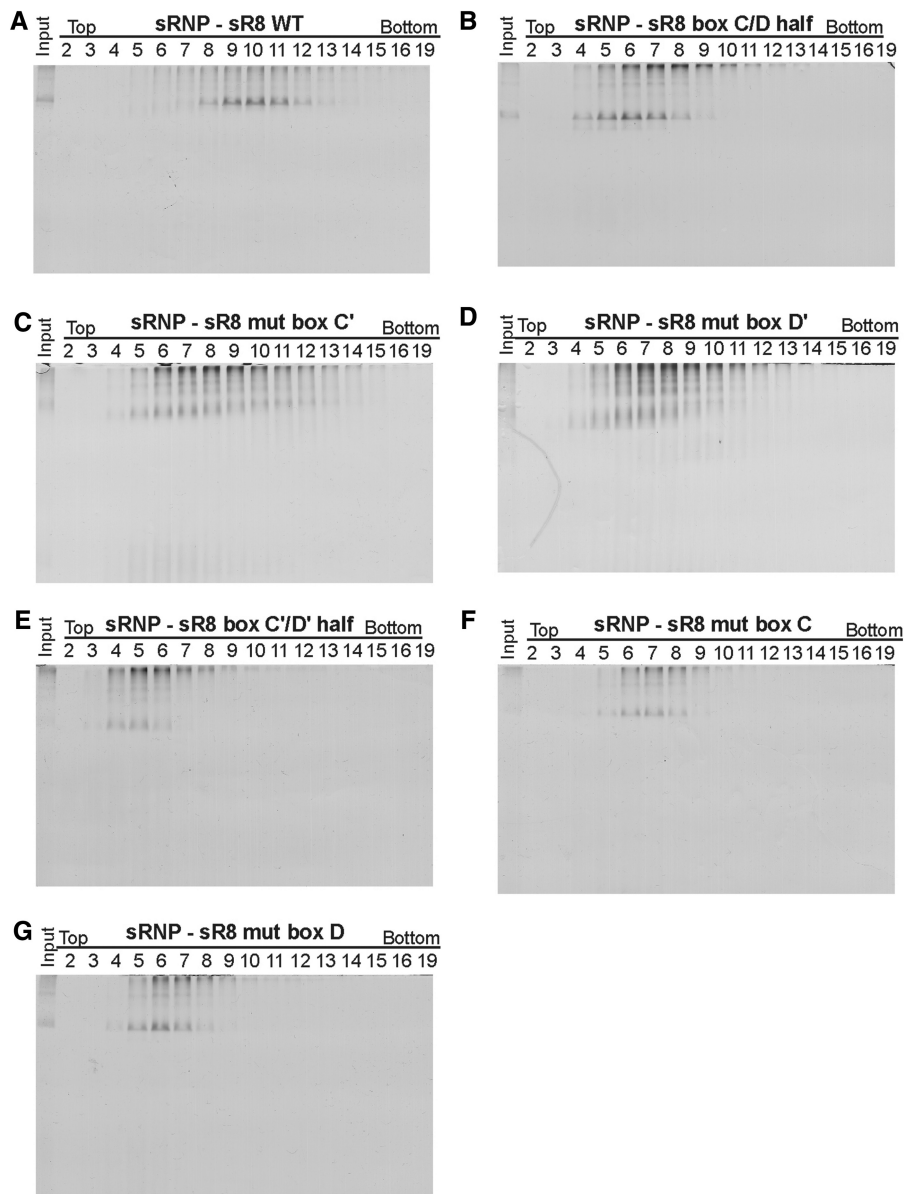 A
Input
Top sRNP - sR8 WT Bottom
2 3 4 5 6 7 8 9 10 11 12 13 14 15 16 19
B
Input
Top sRNP - sR8 box C/D half Bottom
2 3 4 5 6 7 8 9 10 11 12 13 14 15 16 19
C
Input
Top sRNP - sR8 mut box C' Bottom
2 3 4 5 6 7 8 9 10 11 12 13 14 15 16 19
D
Input
Top sRNP - sR8 mut box D' Bottom
2 3 4 5 6 7 8 9 10 11 12 13 14 15 16 19
E
Input
Top sRNP - sR8 box C'/D' half Bottom
2 3 4 5 6 7 8 9 10 11 12 13 14 15 16 19
F
Input
Top sRNP - sR8 mut box C Bottom
2 3 4 5 6 7 8 9 10 11 12 13 14 15 16 19
G
Input
Top sRNP - sR8 mut box D Bottom
2 3 4 5 6 7 8 9 10 11 12 13 14 15 16 19